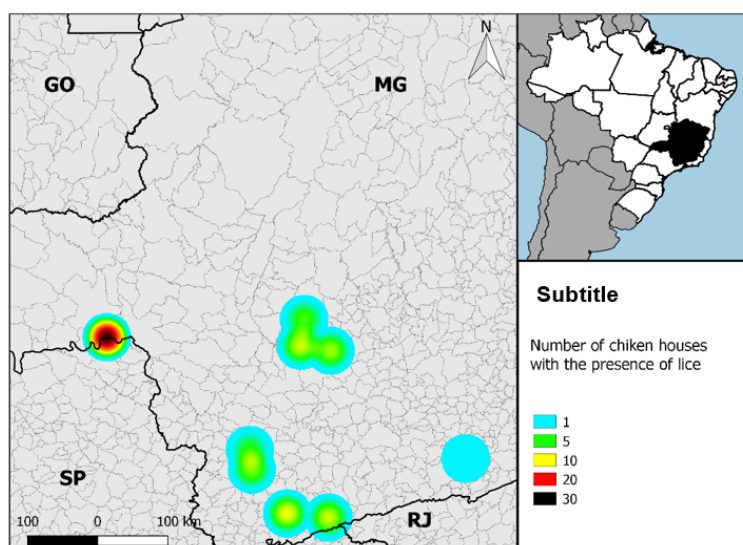 N
GO
MG
SP
RJ
100 0 100 km
Subtitle
Number of chiken houses
with the presence of lice
1
5
10
20
30